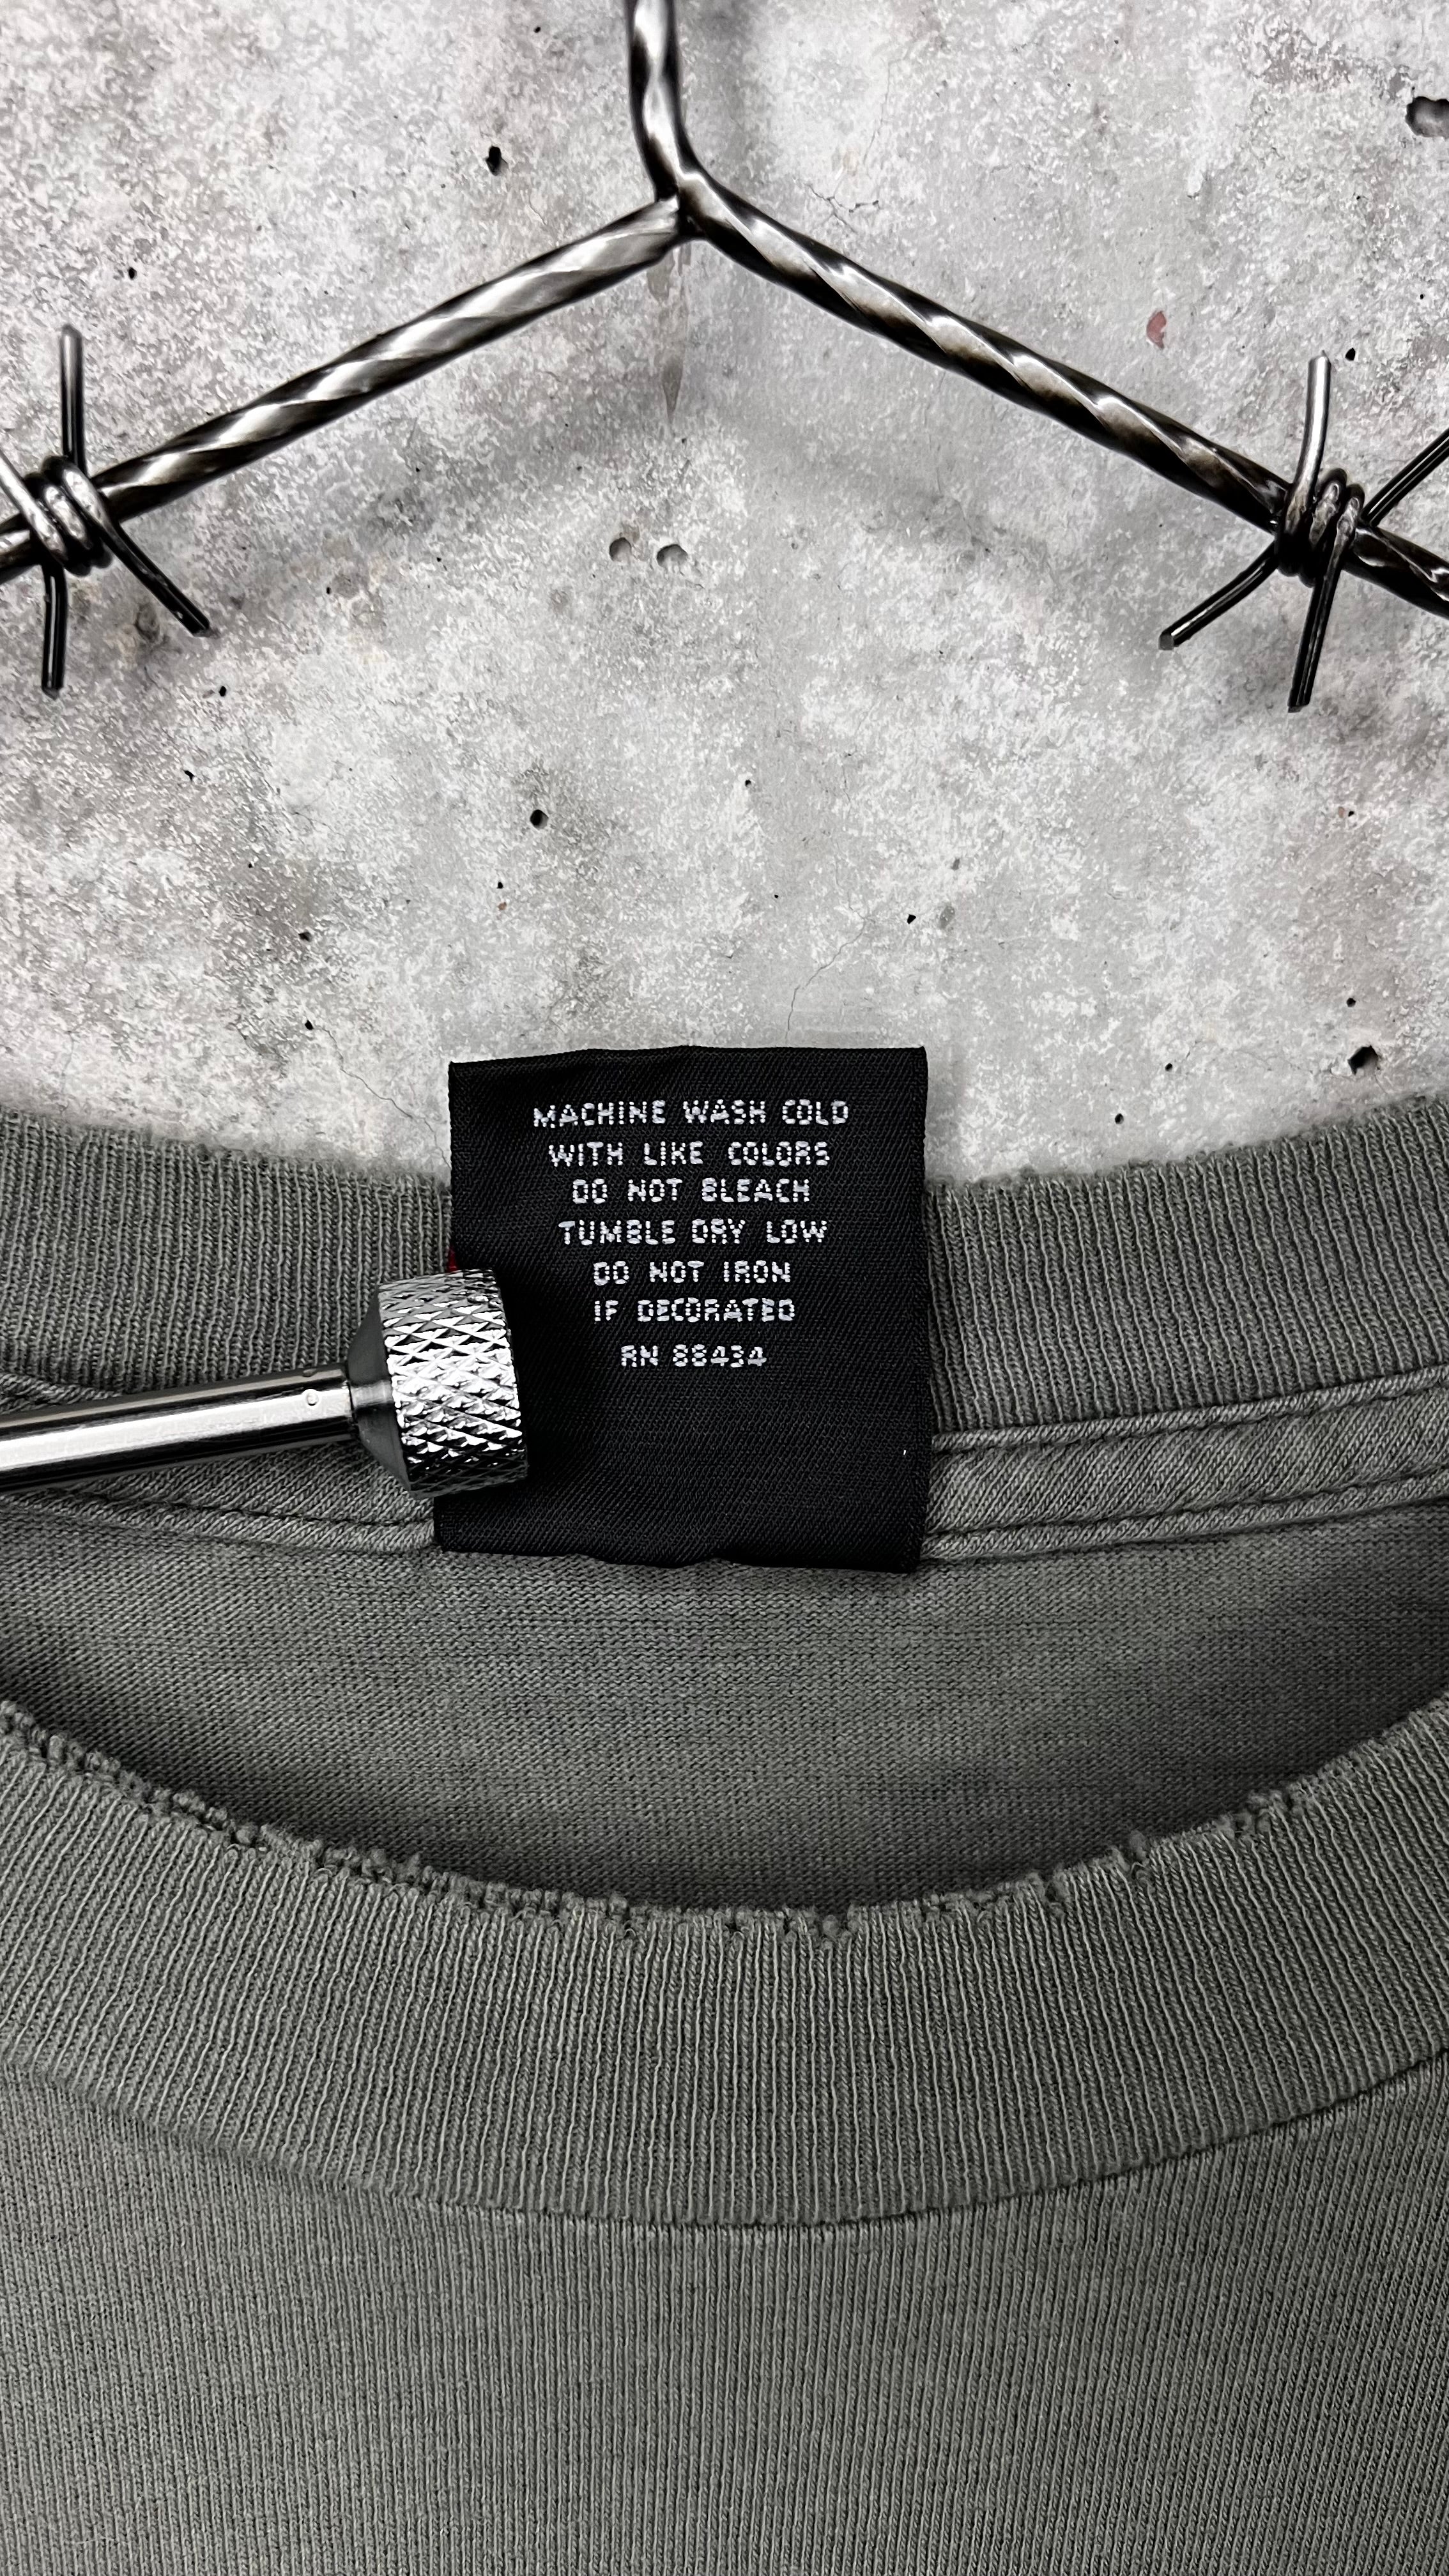 MACHINE WASH COLD
WITH LIKE COLORS
DO NOT BLEACH
TUMBLE DRY LOW
DO NOT IRON
IF DECORATED
RN 88434